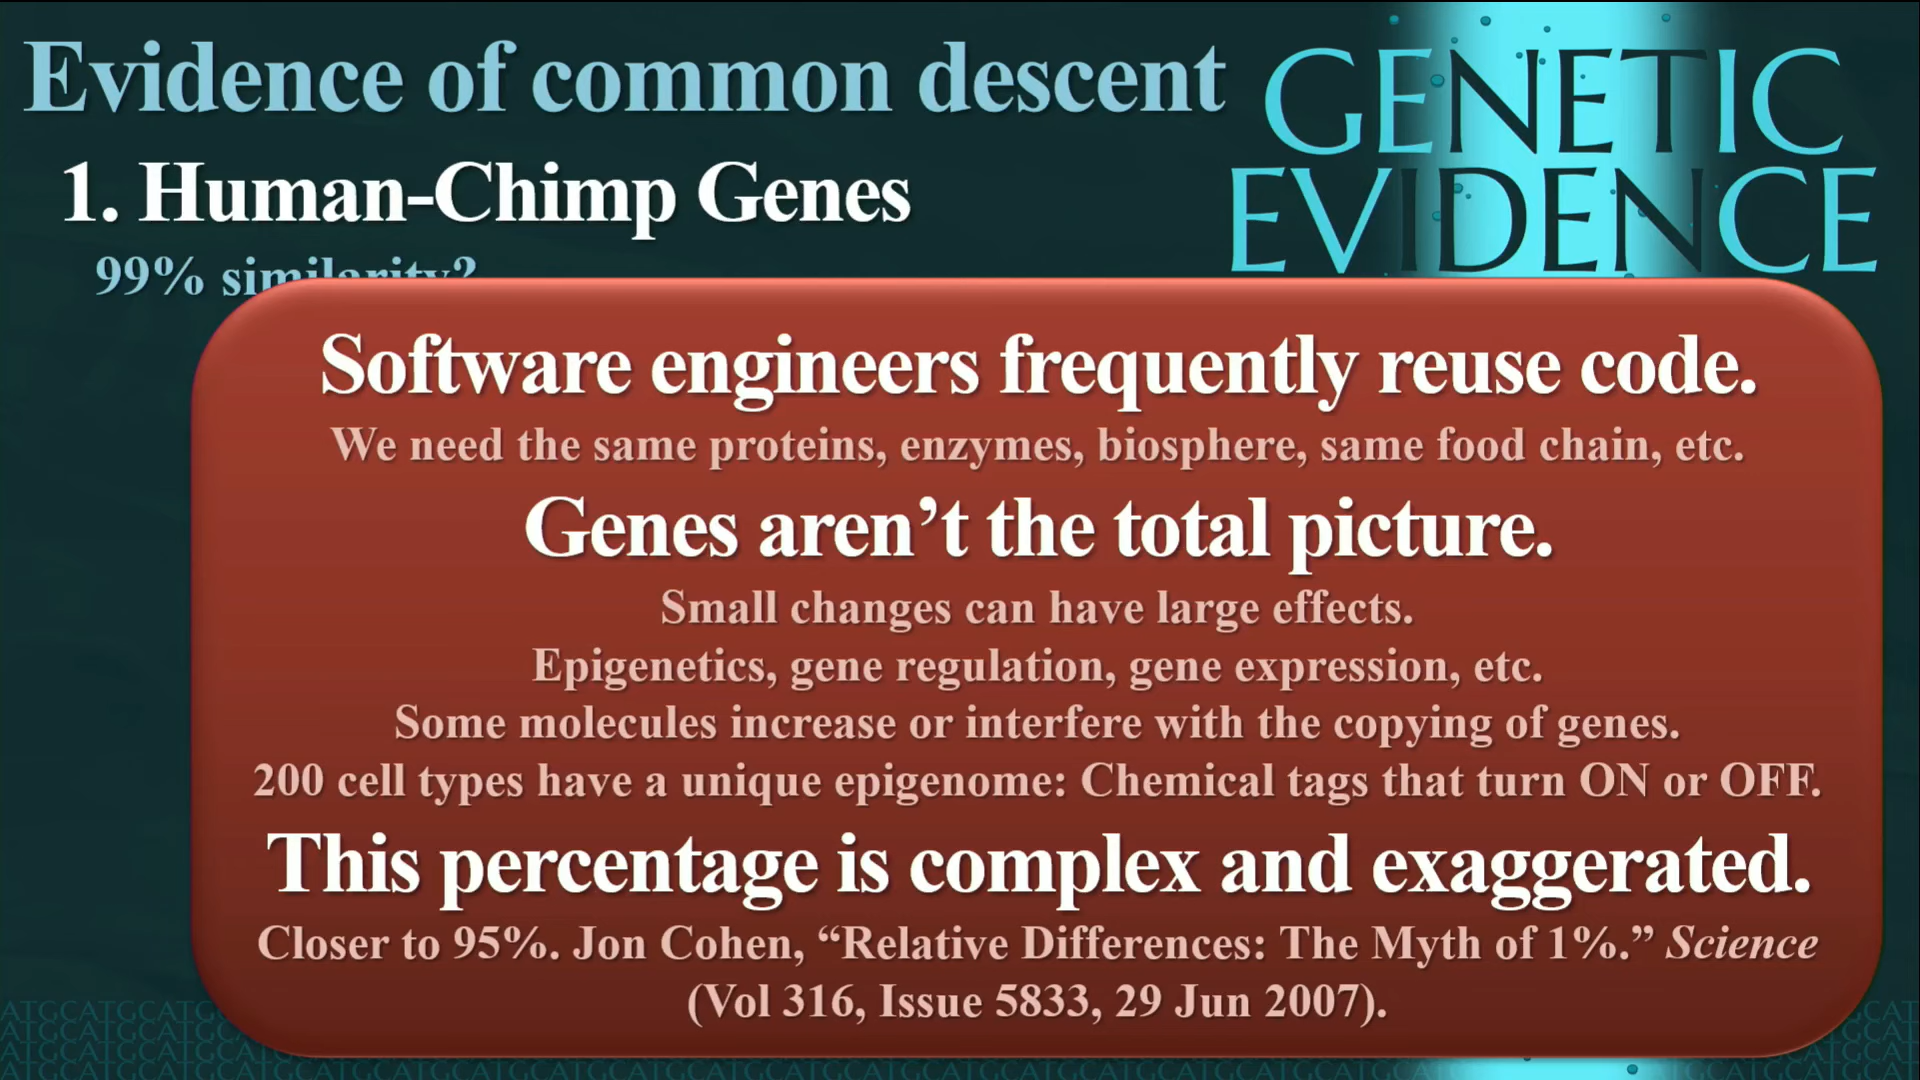 Evidence of common descent
GENETIC
EVIDENCE
1. Human-Chimp Genes
99% similarity?
Software engineers frequently reuse code.
We need the same proteins, enzymes, biosphere, same food chain, etc.
Genes aren’t the total picture.
Small changes can have large effects.
Epigenetics, gene regulation, gene expression, etc.
Some molecules increase or interfere with the copying of genes.
200 cell types have a unique epigenome: Chemical tags that turn ON or OFF.
This percentage is complex and exaggerated.
Closer to 95%. Jon Cohen, “Relative Differences: The Myth of 1%.” Science
(Vol 316, Issue 5833, 29 Jun 2007).